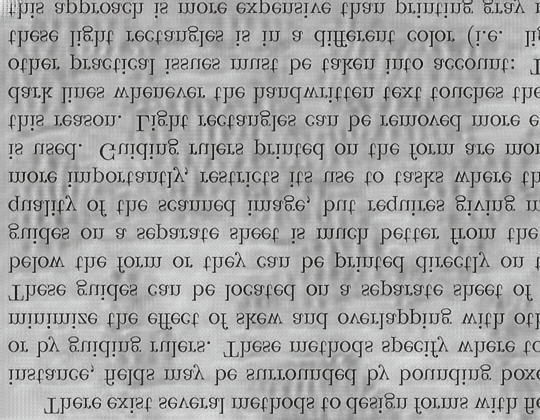 There exist several methods to design forms with fi
instance, fields may be surrounded by bounding boxe
or by guiding rulers. These methods specify where to
minimize the effect of skew and overlapping with oth
These guides can be located on a separate sheet of
below the form or they can be printed directly on t
guides on a separate sheet is much better from the
quality of the scanned image, but requires giving m
more importantly, restricts its use to tasks where th
is used. Guiding rulers printed on the form are mor
this reason. Light rectangles can be removed more e
dark lines whenever the handwritten text touches the
other practical issues must be taken into account: T
these light rectangles is in a different color (i.e. lig
this approach is more expensive than printing gray r